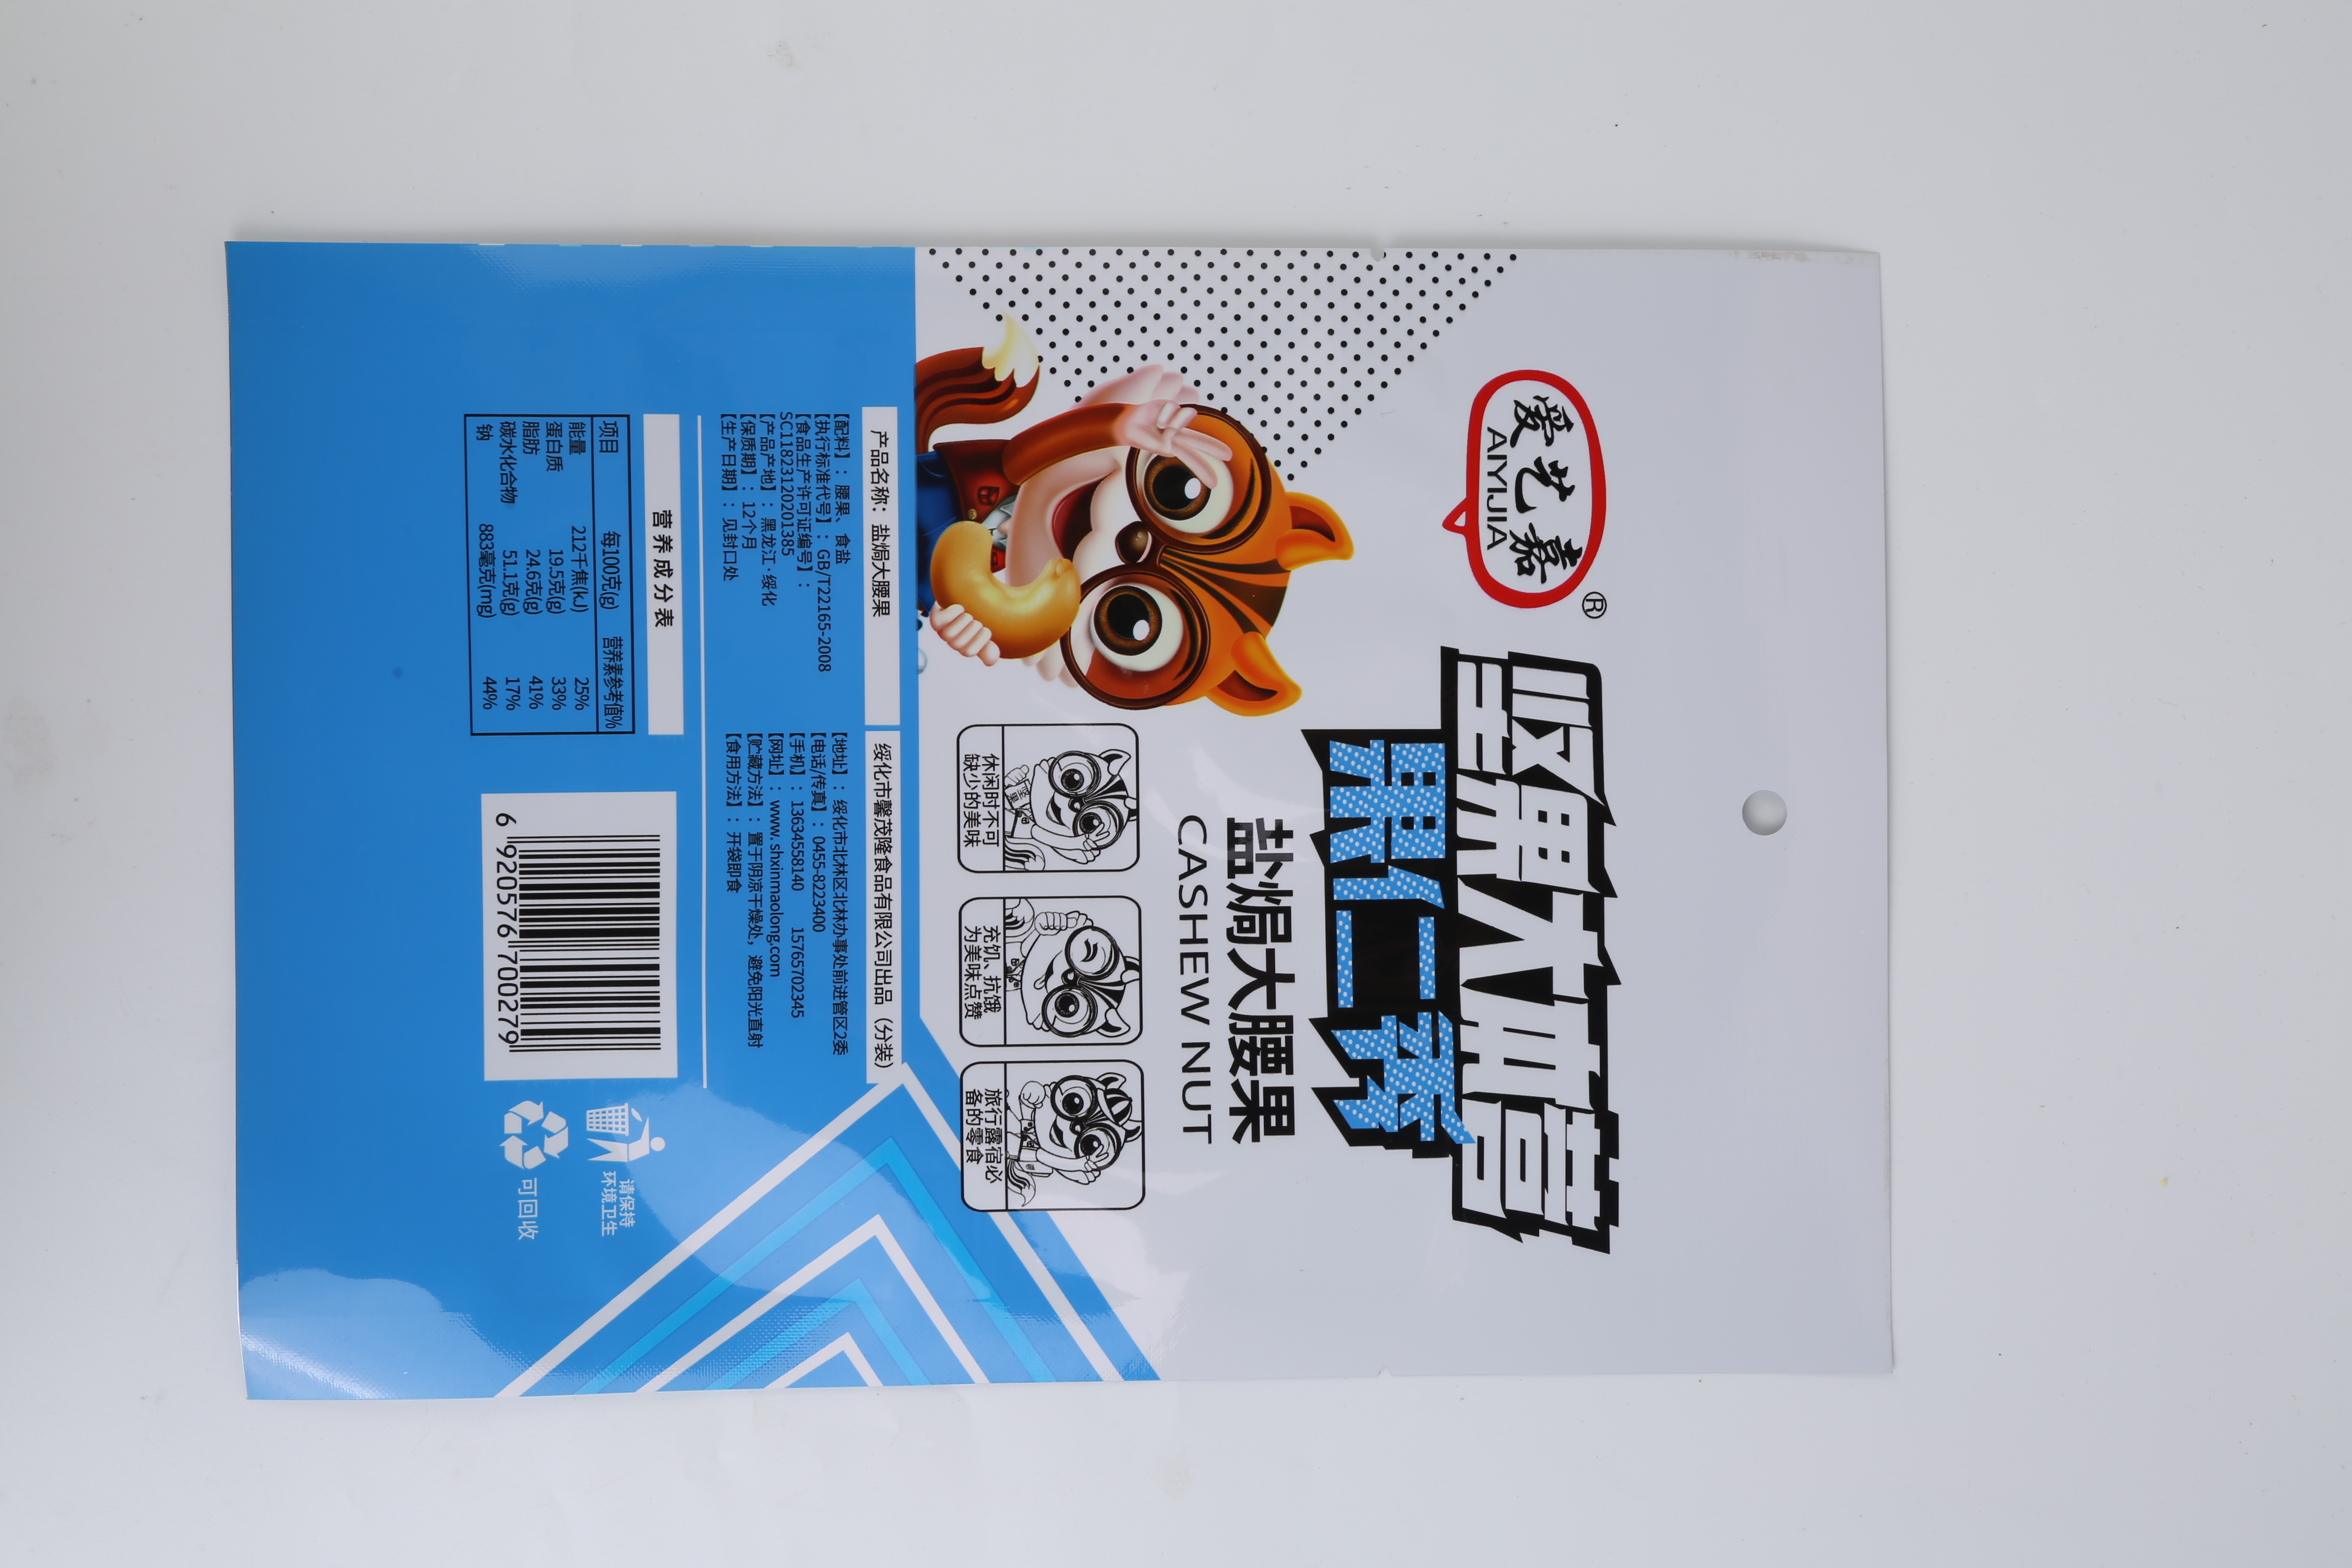 爱艺嘉
AIYIJIA
®
坚果大本营
果仁秀
盐焗大腰果
CASHEW NUT
休闲时不可
缺少的美味
充饥、抗饿
为美味点赞
旅行露宿必
备的零食
产品名称：盐焗大腰果
【配料】：腰果、食盐
【执行标准代号】：GB/T22165-2008
【食品生产许可证编号】：
SC11823120201385
【产品产地】：黑龙江·绥化
【保质期】：12个月
【生产日期】：见封口处
绥化市馨茂隆食品有限公司出品（分装）
【地址】：绥化市北林区北林办事处前进管区2委
【电话/传真】：0455-8223400
【手机】：13634558140 15765702345
【网址】：www.shxinmaolong.com
【贮藏方法】：置于阴凉干燥处，避免阳光直射
【食用方法】：开袋即食
营养成分表
项目 每100克(g) 营养素参考值%
能量 212千焦(kJ) 25%
蛋白质 19.5克(g) 33%
脂肪 24.6克(g) 41%
碳水化合物 51.1克(g) 17%
钠 883毫克(mg) 44%
6 920576 700279
请保持
环境卫生
可回收